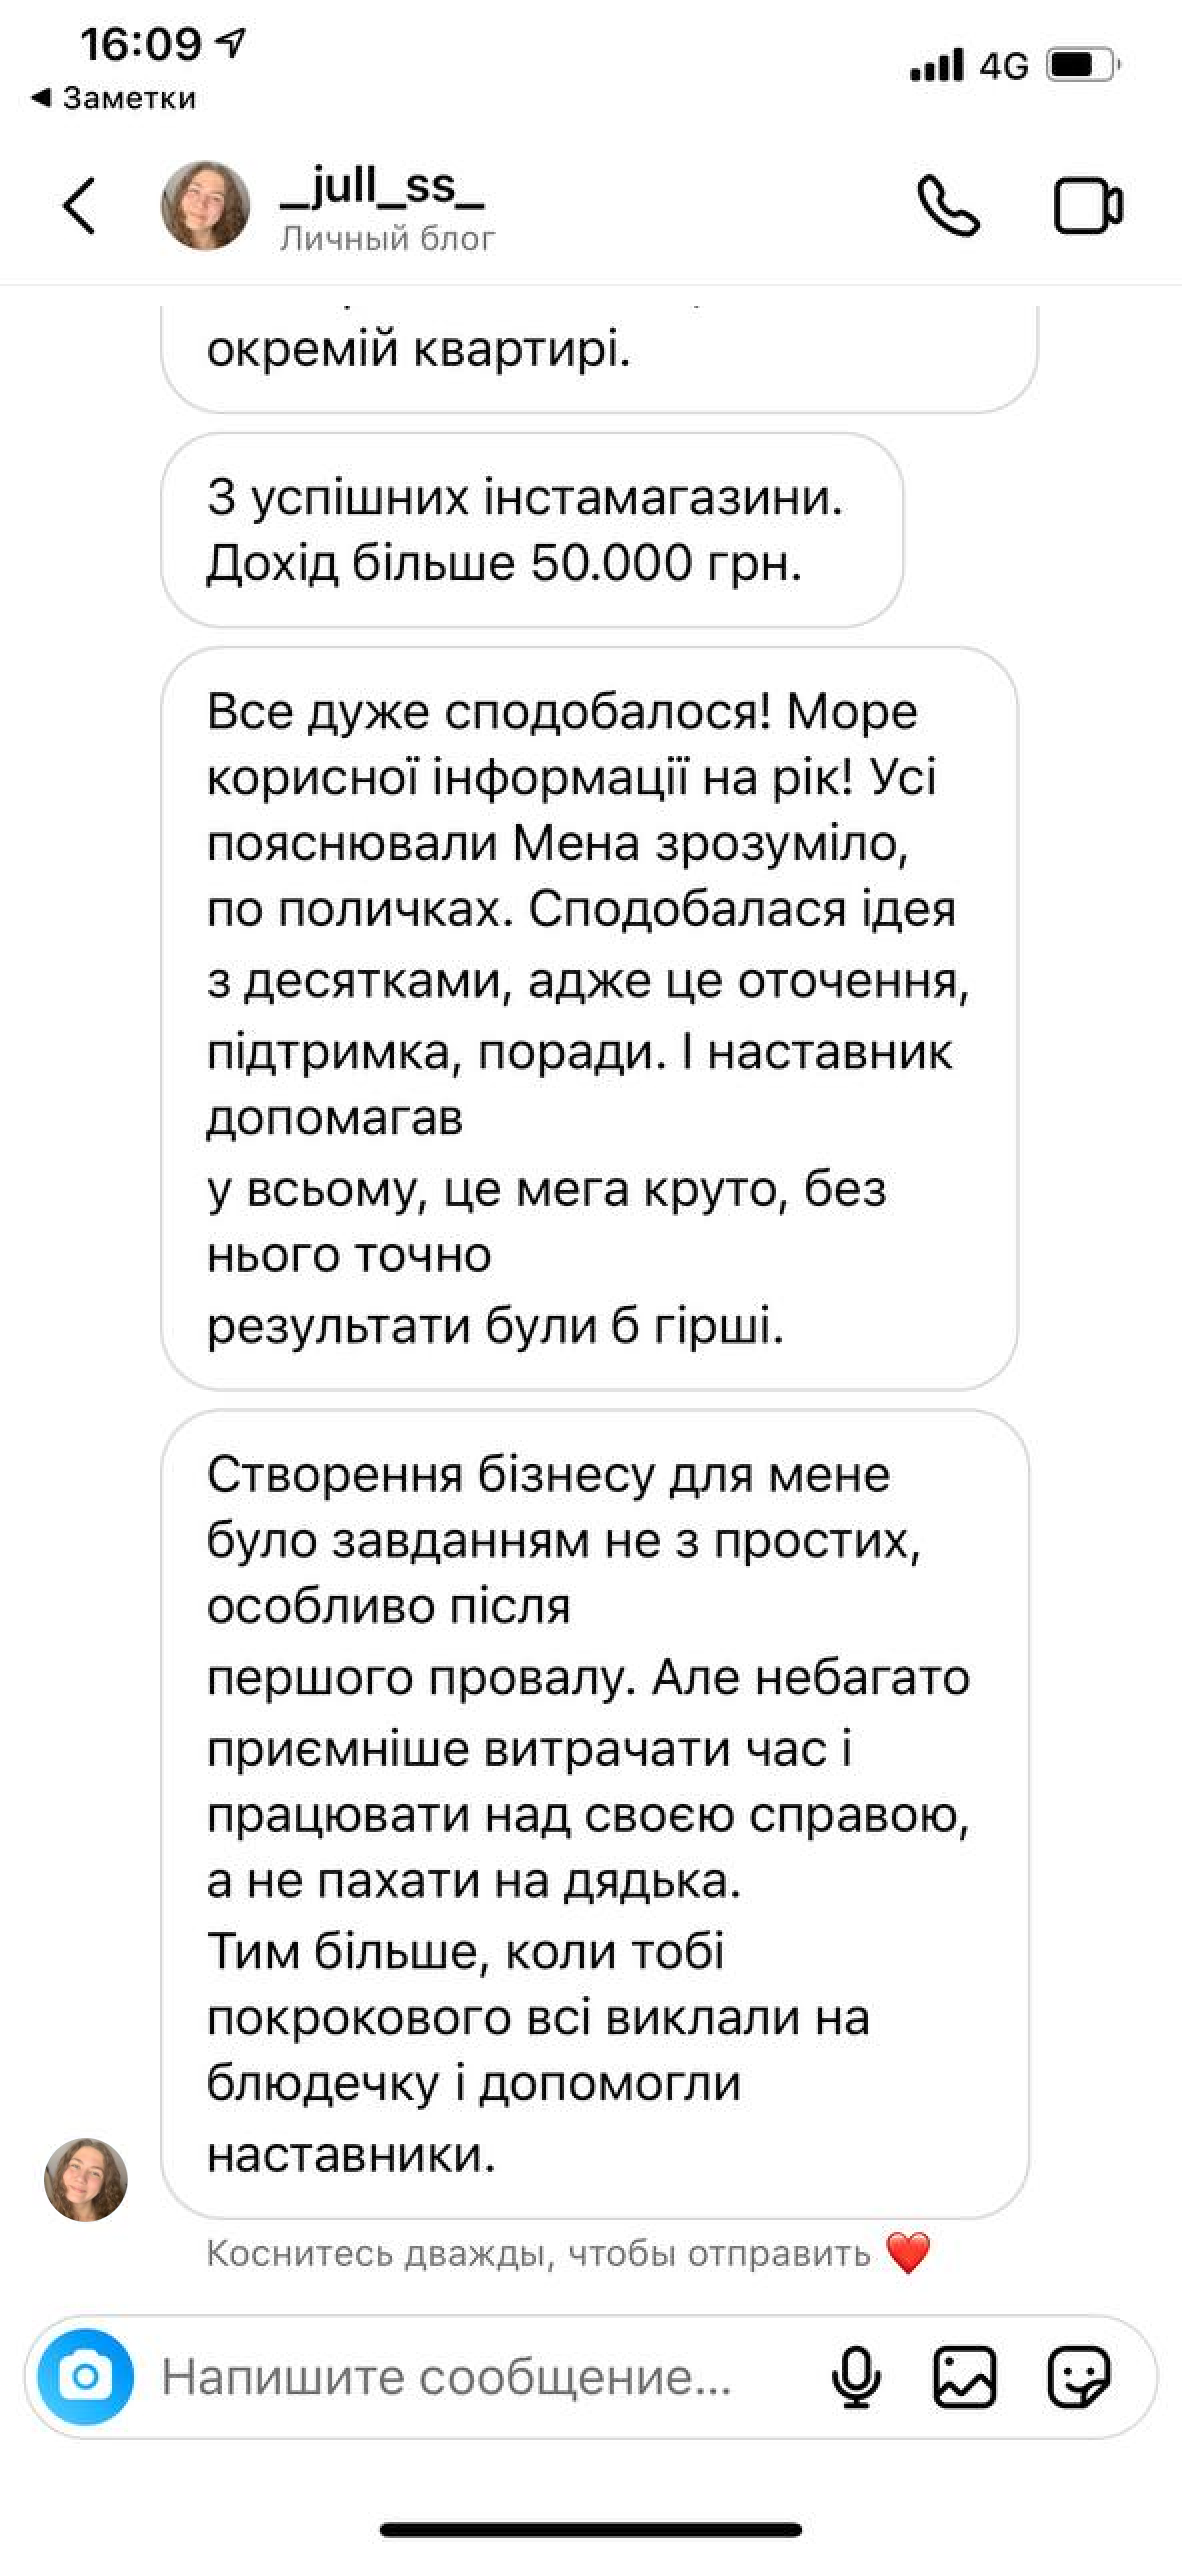 16:09
4G
◀ Заметки
_jull_ss_
Личный блог
окремій квартирі.
3 успішних інстамагазини.
Дохід більше 50.000 грн.
Все дуже сподобалося! Море
корисної інформації на рік! Усі
пояснювали Мена зрозуміло,
по поличках. Сподобалася ідея
з десятками, адже це оточення,
підтримка, поради. І наставник
допомагав
у всьому, це мега круто, без
нього точно
результати були б гірші.
Створення бізнесу для мене
було завданням не з простих,
особливо після
першого провалу. Але небагато
приємніше витрачати час і
працювати над своєю справою,
а не пахати на дядька.
Тим більше, коли тобі
покрокового всі виклали на
блюдечку і допомогли
наставники.
Коснитесь дважды, чтобы отправить ❤️
Напишите сообщение...